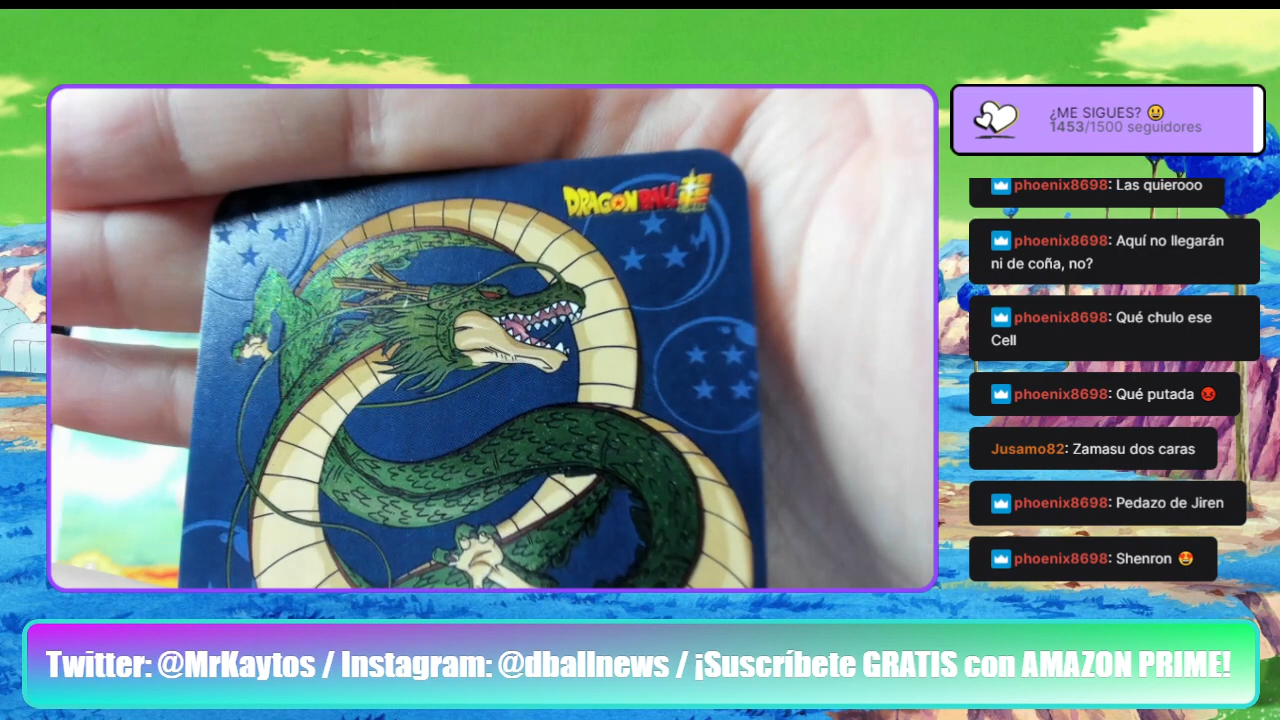 DRAGON BALL
¿ME SIGUES? 😀
1453/1500 seguidores
phoenix8698: Las quierooo
phoenix8698: Aquí no llegarán
ni de coña, no?
phoenix8698: Qué chulo ese
Cell
phoenix8698: Qué putada 😡
Jusamo82: Zamasu dos caras
phoenix8698: Pedazo de Jiren
phoenix8698: Shenron 🤩
Twitter: @MrKaytos / Instagram: @dballnews / ¡Suscríbete GRATIS con AMAZON PRIME!